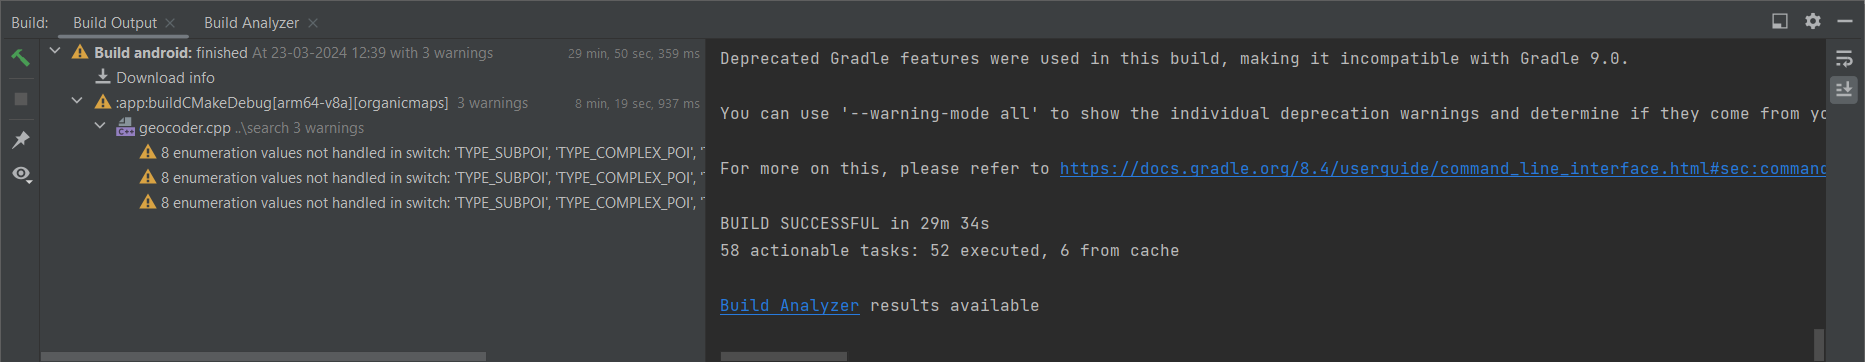 Build: Build Output Build Analyzer
Build android: finished At 23-03-2024 12:39 with 3 warnings 29 min, 50 sec, 359 ms
Download info
:app:buildCMakeDebug[arm64-v8a][organicmaps] 3 warnings 8 min, 19 sec, 937 ms
C++ geocoder.cpp ..\search 3 warnings
8 enumeration values not handled in switch: 'TYPE_SUBPOI', 'TYPE_COMPLEX_POI', '
8 enumeration values not handled in switch: 'TYPE_SUBPOI', 'TYPE_COMPLEX_POI', '
8 enumeration values not handled in switch: 'TYPE_SUBPOI', 'TYPE_COMPLEX_POI', '
Deprecated Gradle features were used in this build, making it incompatible with Gradle 9.0.
You can use '--warning-mode all' to show the individual deprecation warnings and determine if they come from yo
For more on this, please refer to https://docs.gradle.org/8.4/userguide/command_line_interface.html#sec:command
BUILD SUCCESSFUL in 29m 34s
58 actionable tasks: 52 executed, 6 from cache
Build Analyzer results available